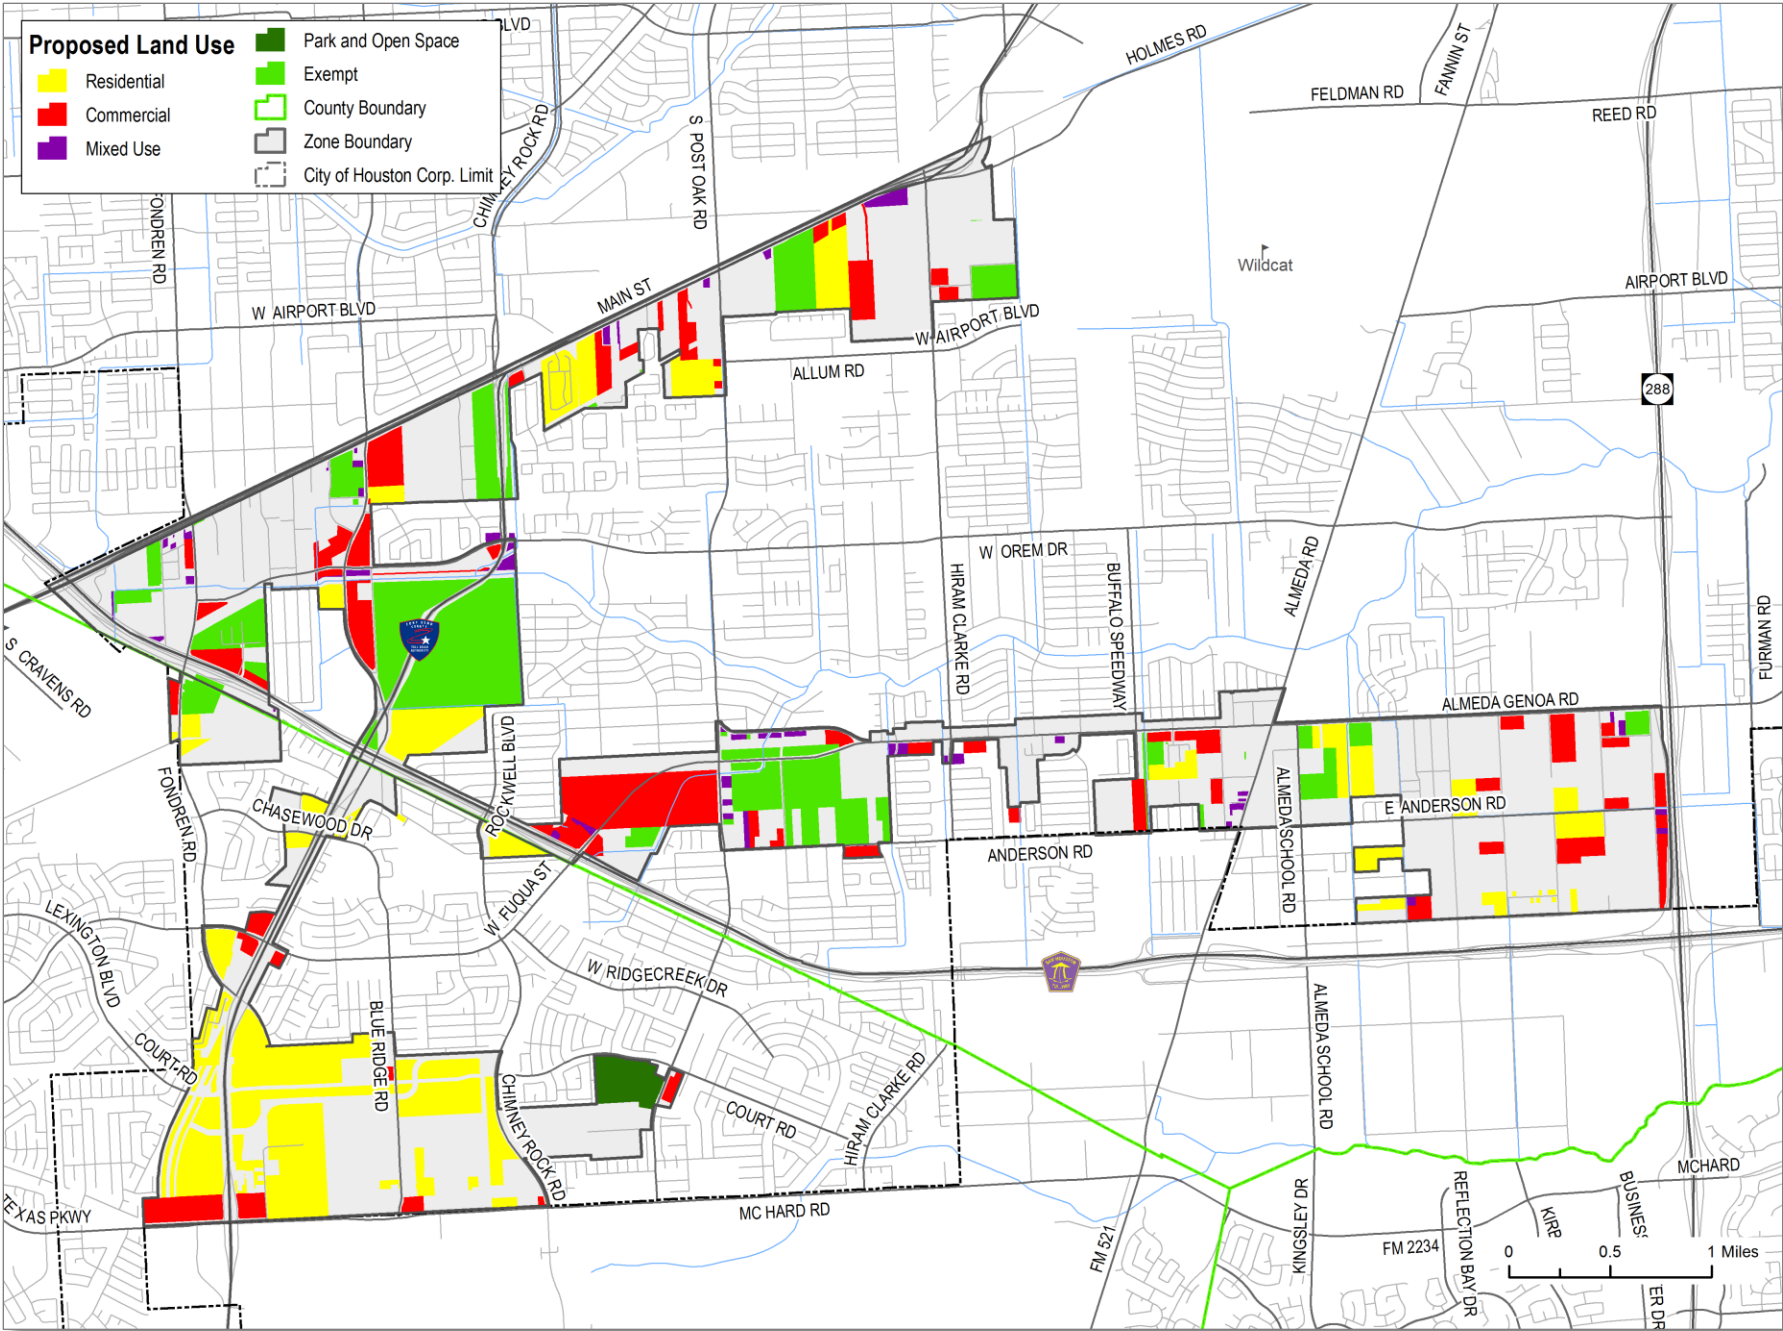 Proposed Land Use
Residential
Commercial
Mixed Use
Park and Open Space
Exempt
County Boundary
Zone Boundary
City of Houston Corp. Limit
BLVD
HOLMES RD
FANNIN ST
FELDMAN RD
REED RD
CHIMNEY ROCK RD
S POST OAK RD
FONDREN RD
Wildcat
AIRPORT BLVD
MAIN ST
W AIRPORT BLVD
W AIRPORT BLVD
ALLUM RD
288
W OREM DR
HIRAM CLARKE RD
BUFFALO SPEEDWAY
ALMEDA RD
FURMAN RD
S CRAVENS RD
ALMEDA GENOA RD
ROCKWELL BLVD
FONDREN RD
CHASEWOOD DR
E ANDERSON RD
ANDERSON RD
ALMEDA SCHOOL RD
W FUQUA ST
LEXINGTON BLVD
W RIDGECREEK DR
BLUE RIDGE RD
COURT RD
ALMEDA SCHOOL RD
CHIMNEY ROCK RD
COURT RD
HIRAM CLARKE RD
MCHARD
TEXAS PKWY
MC HARD RD
FM 521
KINGSLEY DR
FM 2234
REFLECTION BAY DR
KIRB
BUSINESS
ER DR
0 0.5 1 Miles